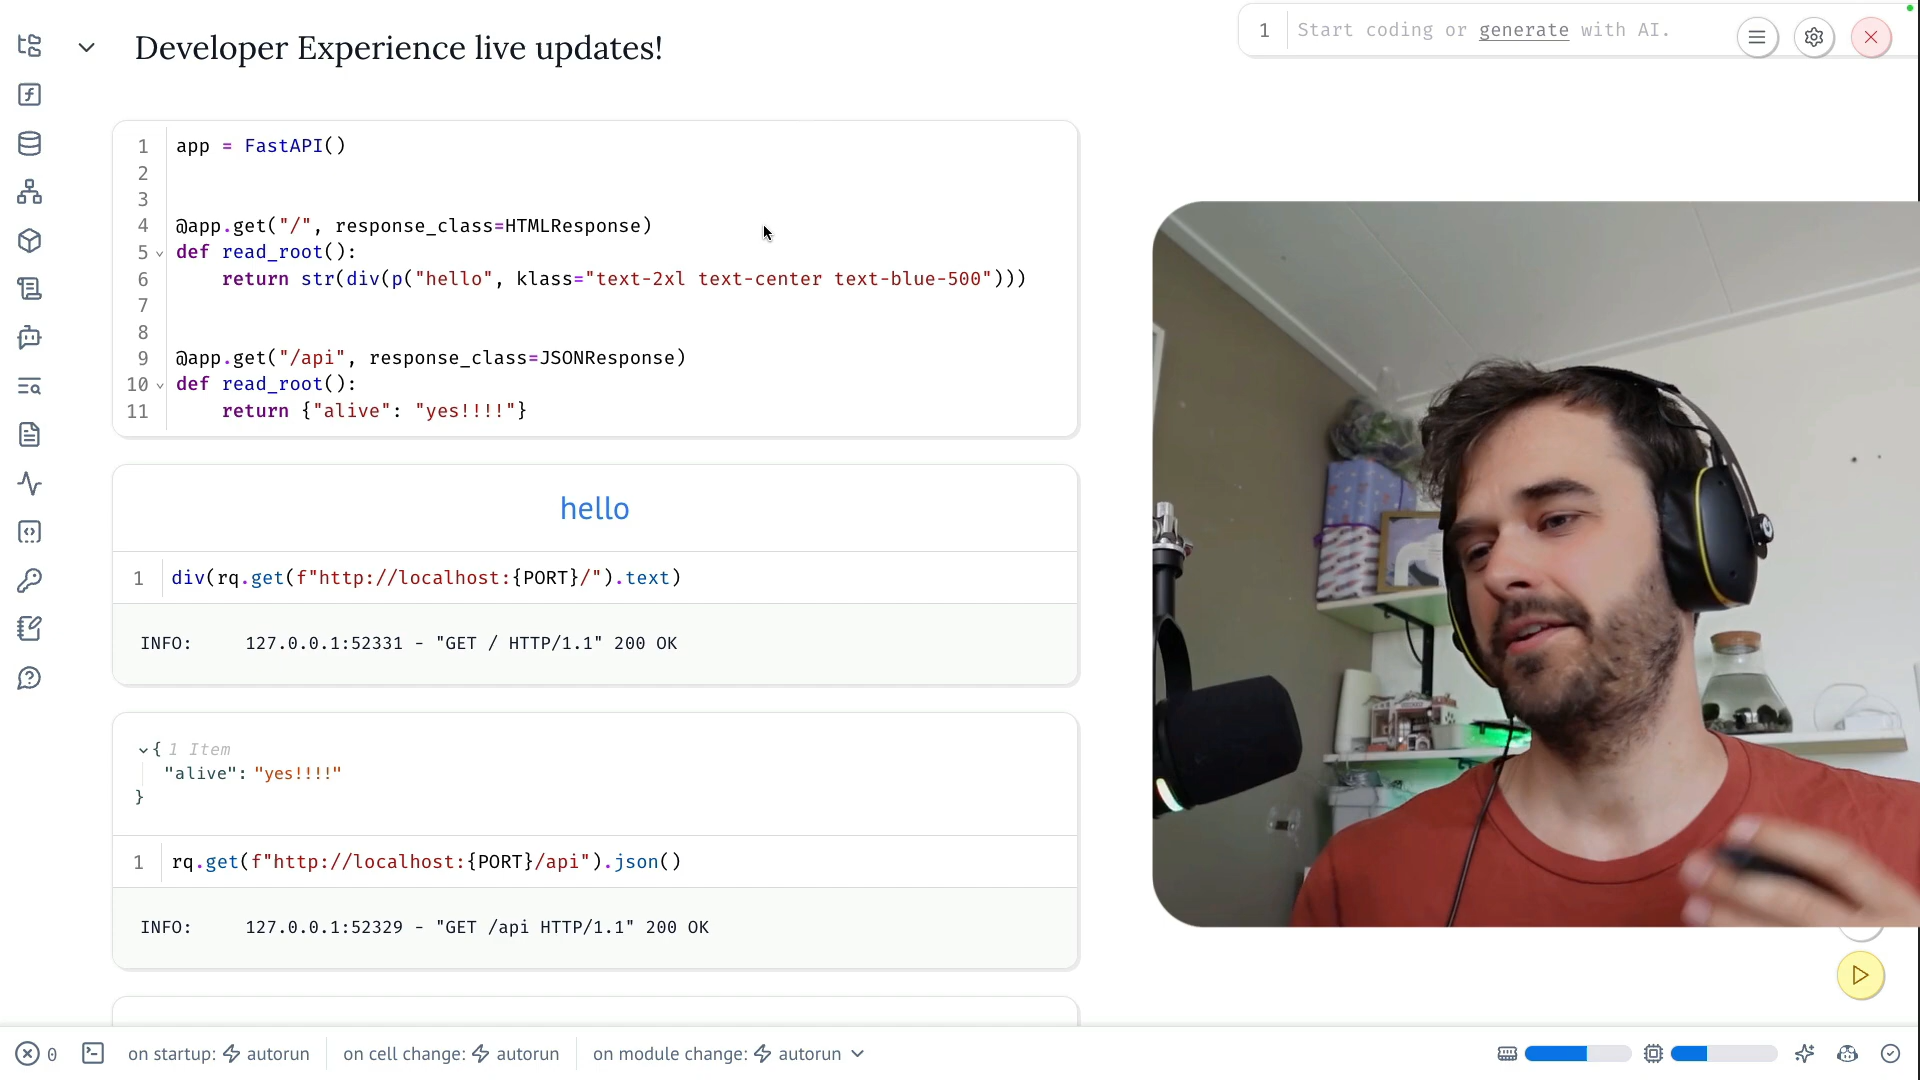 Developer Experience live updates!
1 Start coding or generate with AI.
1 app = FastAPI()
2
3
4 @app.get("/", response_class=HTMLResponse)
5 def read_root():
6 return str(div(p("hello", klass="text-2xl text-center text-blue-500")))
7
8
9 @app.get("/api", response_class=JSONResponse)
10 def read_root():
11 return {"alive": "yes!!!!"}
hello
1 div(rq.get(f"http://localhost:{PORT}/").text)
INFO: 127.0.0.1:52331 - "GET / HTTP/1.1" 200 OK
{ 1 Item
"alive": "yes!!!!"
}
1 rq.get(f"http://localhost:{PORT}/api").json()
INFO: 127.0.0.1:52329 - "GET /api HTTP/1.1" 200 OK
0 on startup: autorun on cell change: autorun on module change: autorun